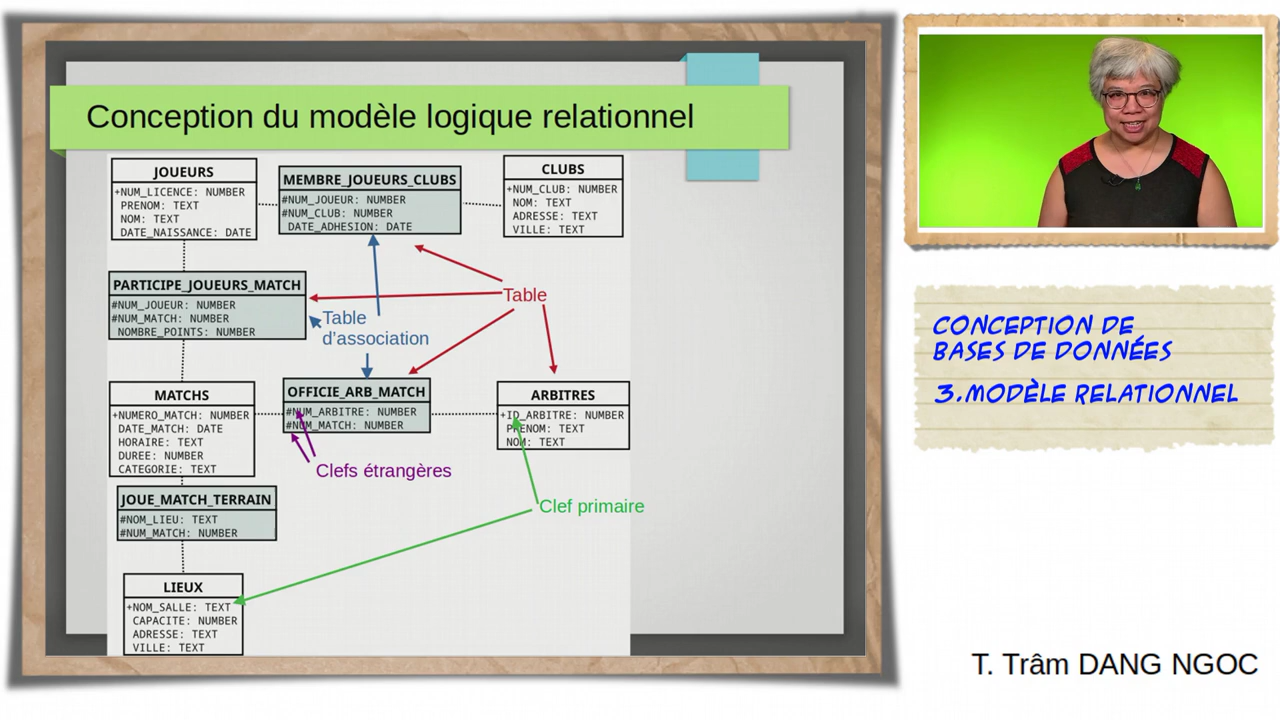 Conception du modèle logique relationnel
JOUEURS
+NUM_LICENCE: NUMBER
PRENOM: TEXT
NOM: TEXT
DATE_NAISSANCE: DATE
MEMBRE_JOUEURS_CLUBS
#NUM_JOUEUR: NUMBER
#NUM_CLUB: NUMBER
DATE_ADHESION: DATE
CLUBS
+NUM_CLUB: NUMBER
NOM: TEXT
ADRESSE: TEXT
VILLE: TEXT
PARTICIPE_JOUEURS_MATCH
#NUM_JOUEUR: NUMBER
#NUM_MATCH: NUMBER
NOMBRE_POINTS: NUMBER
Table
d'association
Table
MATCHS
+NUMERO_MATCH: NUMBER
DATE_MATCH: DATE
HORAIRE: TEXT
DUREE: NUMBER
CATEGORIE: TEXT
OFFICIE_ARB_MATCH
#NUM_ARBITRE: NUMBER
#NUM_MATCH: NUMBER
ARBITRES
+ID_ARBITRE: NUMBER
PRENOM: TEXT
NOM: TEXT
Clefs étrangères
Clef primaire
JOUE_MATCH_TERRAIN
#NOM_LIEU: TEXT
#NUM_MATCH: NUMBER
LIEUX
+NOM_SALLE: TEXT
CAPACITE: NUMBER
ADRESSE: TEXT
VILLE: TEXT
CONCEPTION DE
BASES DE DONNÉES
3.MODÈLE RELATIONNEL
T. Trâm DANG NGOC